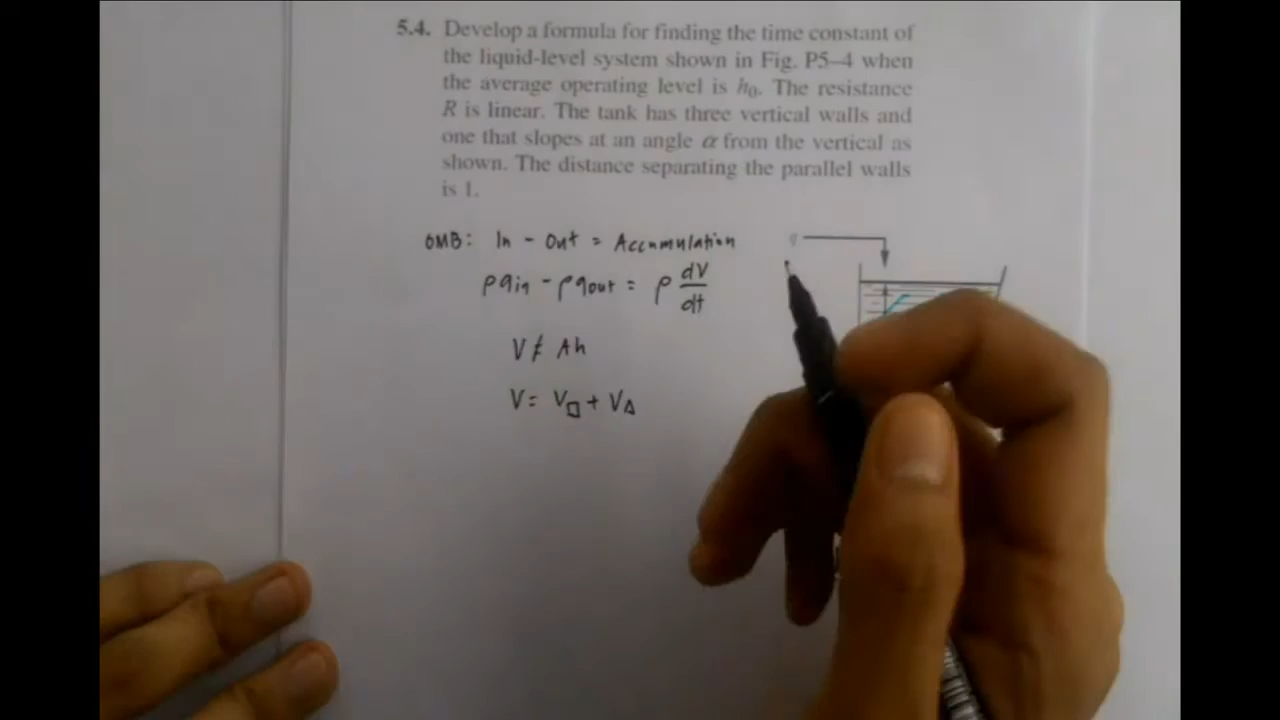 5.4. Develop a formula for finding the time constant of
the liquid-level system shown in Fig. P5–4 when
the average operating level is h0. The resistance
R is linear. The tank has three vertical walls and
one that slopes at an angle α from the vertical as
shown. The distance separating the parallel walls
is 1.
OMB: In - Out = Accumulation
ρqin - ρqout = ρ dV/dt
V ≠ Ah
V = V□ + VΔ